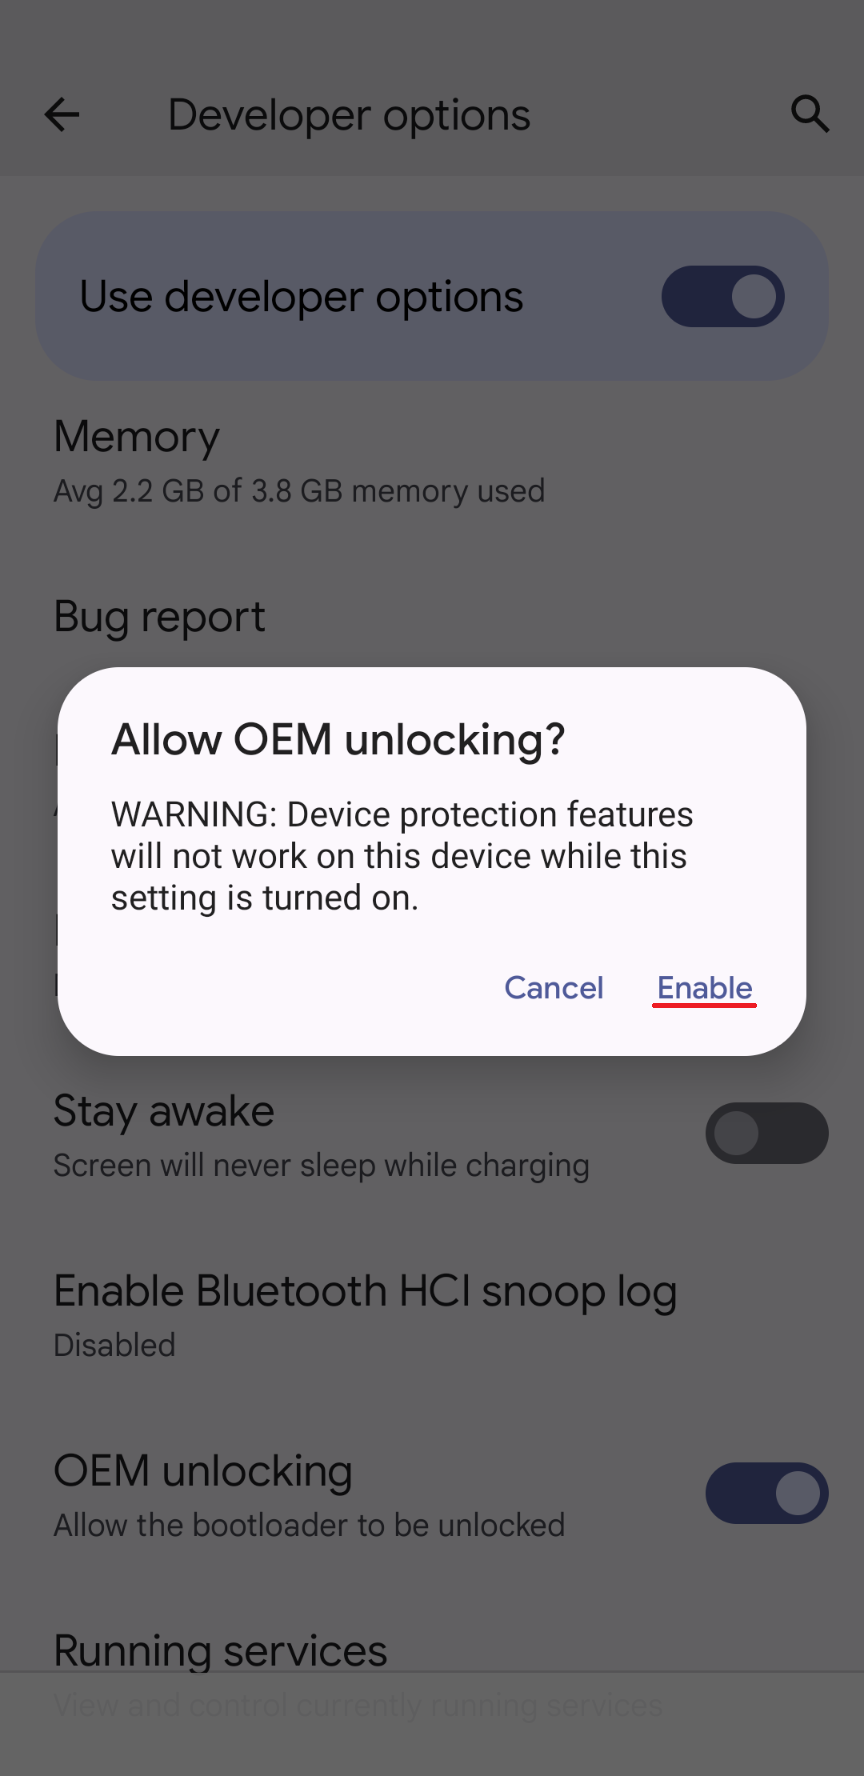 Developer options
Use developer options
Memory
Avg 2.2 GB of 3.8 GB memory used
Bug report
Allow OEM unlocking?
WARNING: Device protection features
will not work on this device while this
setting is turned on.
Cancel Enable
Stay awake
Screen will never sleep while charging
Enable Bluetooth HCI snoop log
Disabled
OEM unlocking
Allow the bootloader to be unlocked
Running services
View and control currently running services